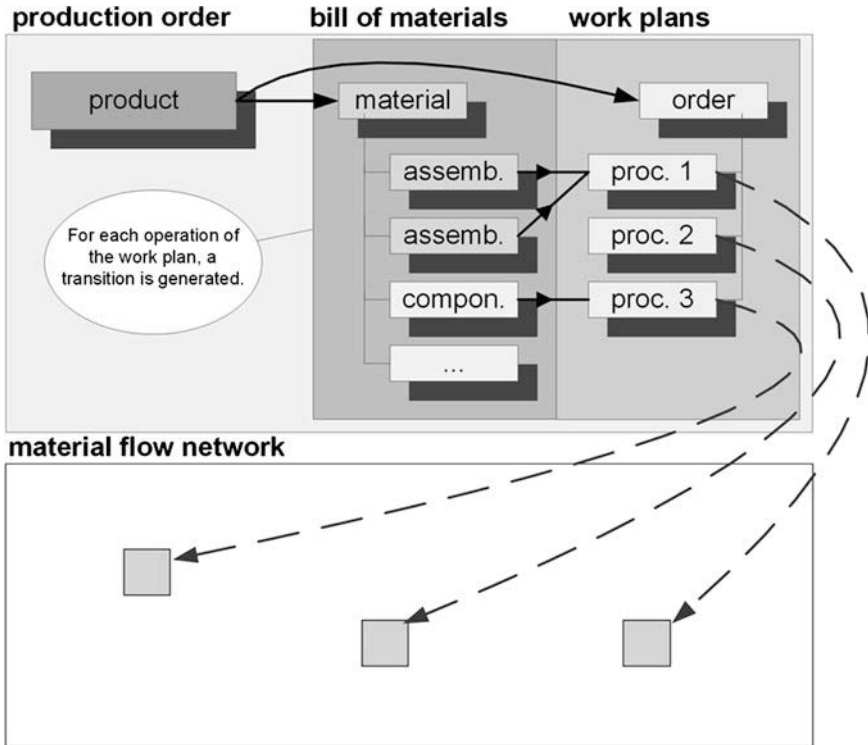 production order
bill of materials
work plans
product
material
order
assemb.
proc. 1
For each operation of
the work plan, a
transition is generated.
assemb.
proc. 2
compon.
proc. 3
...
material flow network